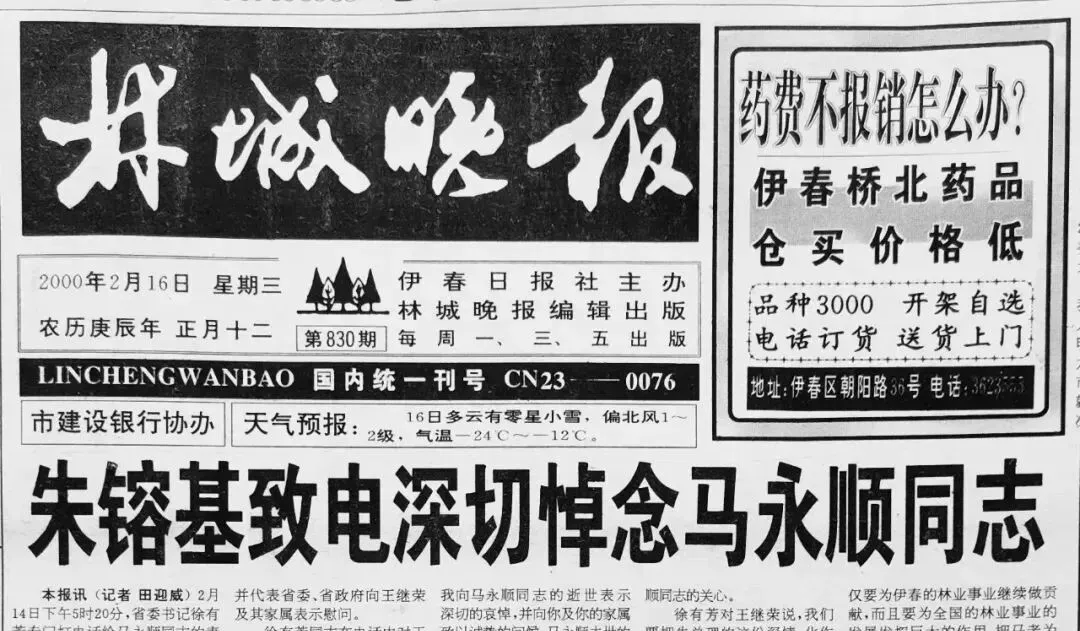 林城晚报
2000年2月16日 星期三
农历庚辰年 正月十二
第830期
伊春日报社主办
林城晚报编辑出版
每周一、三、五出版
LINCHENGWANBAO 国内统一刊号 CN23——0076
市建设银行协办
天气预报：
16日多云有零星小雪，偏北风1～
2级，气温—24℃～—12℃。
药费不报销怎么办？
伊春桥北药品
仓买价格低
品种3000 开架自选
电话订货 送货上门
地址：伊春区朝阳路36号 电话：
朱镕基致电深切悼念马永顺同志
本报讯（记者 田迎威）2月
14日下午5时20分，省委书记徐有
并代表省委、省政府向王继荣
及其家属表示慰问。
我向马永顺同志的逝世表示
深切的哀悼，并向你及你的家属
顺同志的关心。
徐有芳对王继荣说，我们
仅要为伊春的林业事业继续做贡
献，而且要为全国的林业事业的